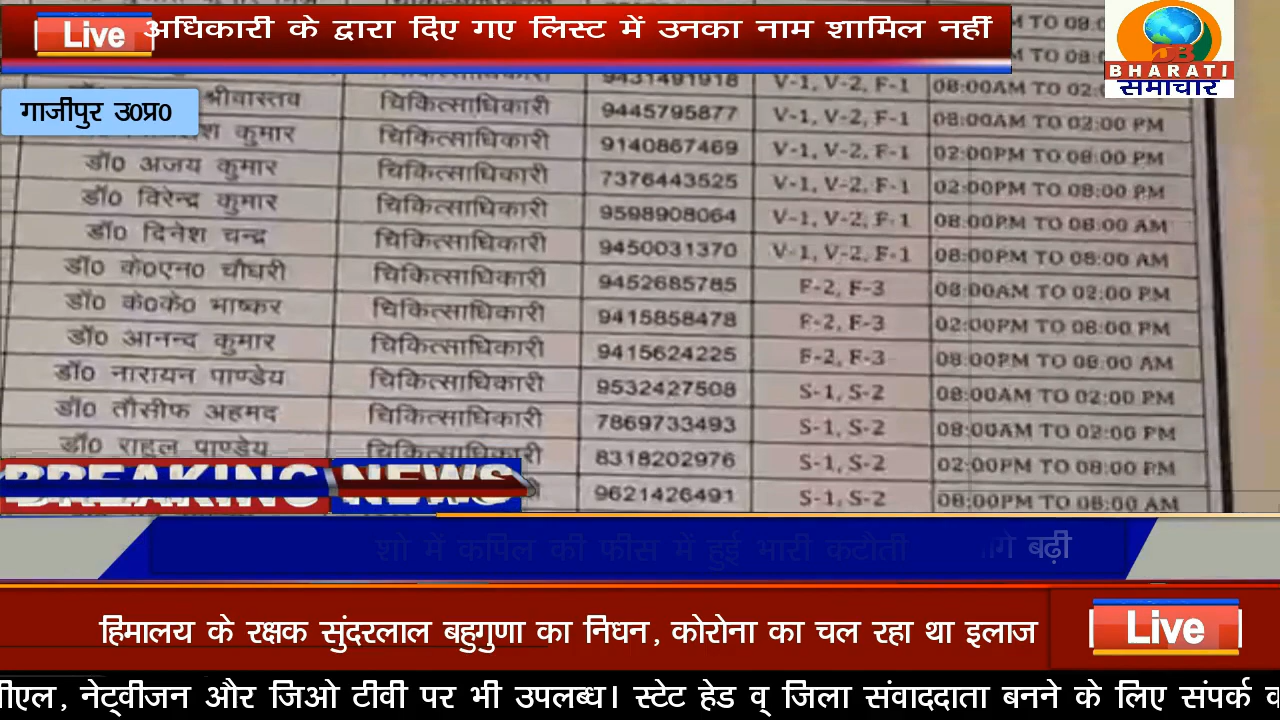 Live अधिकारी के द्वारा दिए गए लिस्ट में उनका नाम शामिल नहीं
BHARATI
समाचार
गाजीपुर उ0प्र0
9431491918 V-1, V-2, F-1 08:00AM TO 02:
श्रीवास्तव चिकित्साधिकारी 9445795877 V-1, V-2, F-1 08:00AM TO 02:00 PM
कुमार चिकित्साधिकारी 9140867469 V-1, V-2, F-1 02:00PM TO 08:00 PM
डॉ0 अजय कुमार चिकित्साधिकारी 7376443525 V-1, V-2, F-1 02:00PM TO 08:00 PM
डॉ0 विरेन्द्र कुमार चिकित्साधिकारी 9598908064 V-1, V-2, F-1 08:00PM TO 08:00 AM
डॉ0 दिनेश चन्द्र चिकित्साधिकारी 9450031370 V-1, V-2, F-1 08:00PM TO 08:00 AM
डॉ0 के0एन0 चौधरी चिकित्साधिकारी 9452685785 F-2, F-3 08:00AM TO 02:00 PM
डॉ0 के0के0 भाष्कर चिकित्साधिकारी 9415858478 F-2, F-3 02:00PM TO 08:00 PM
डॉ0 आनन्द कुमार चिकित्साधिकारी 9415624225 F-2, F-3 08:00PM TO 08:00 AM
डॉ0 नारायन पाण्डेय चिकित्साधिकारी 9532427508 S-1, S-2 08:00AM TO 02:00 PM
डॉ0 तौसीफ अहमद चिकित्साधिकारी 7869733493 S-1, S-2 08:00AM TO 02:00 PM
डॉ0 राहुल पाण्डेय चिकित्साधिकारी 8318202976 S-1, S-2 02:00PM TO 08:00 PM
9621426491 S-1, S-2 08:00PM TO 08:00 AM
BREAKING NEWS
शो में कपिल की फीस में हुई भारी कटौती बढ़ी
हिमालय के रक्षक सुंदरलाल बहुगुणा का निधन, कोरोना का चल रहा था इलाज Live
नेट्वीजन और जिओ टीवी पर भी उपलब्ध। स्टेट हेड व् जिला संवाददाता बनने के लिए संपर्क